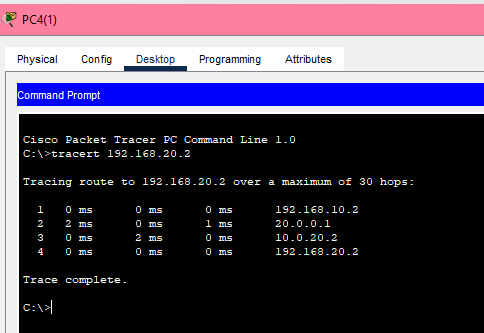 PC4(1)
Physical Config Desktop Programming Attributes
Command Prompt
Cisco Packet Tracer PC Command Line 1.0
C:\>tracert 192.168.20.2
Tracing route to 192.168.20.2 over a maximum of 30 hops:
1 0 ms 0 ms 0 ms 192.168.10.2
2 2 ms 0 ms 1 ms 20.0.0.1
3 0 ms 2 ms 0 ms 10.0.20.2
4 0 ms 0 ms 0 ms 192.168.20.2
Trace complete.
C:\>